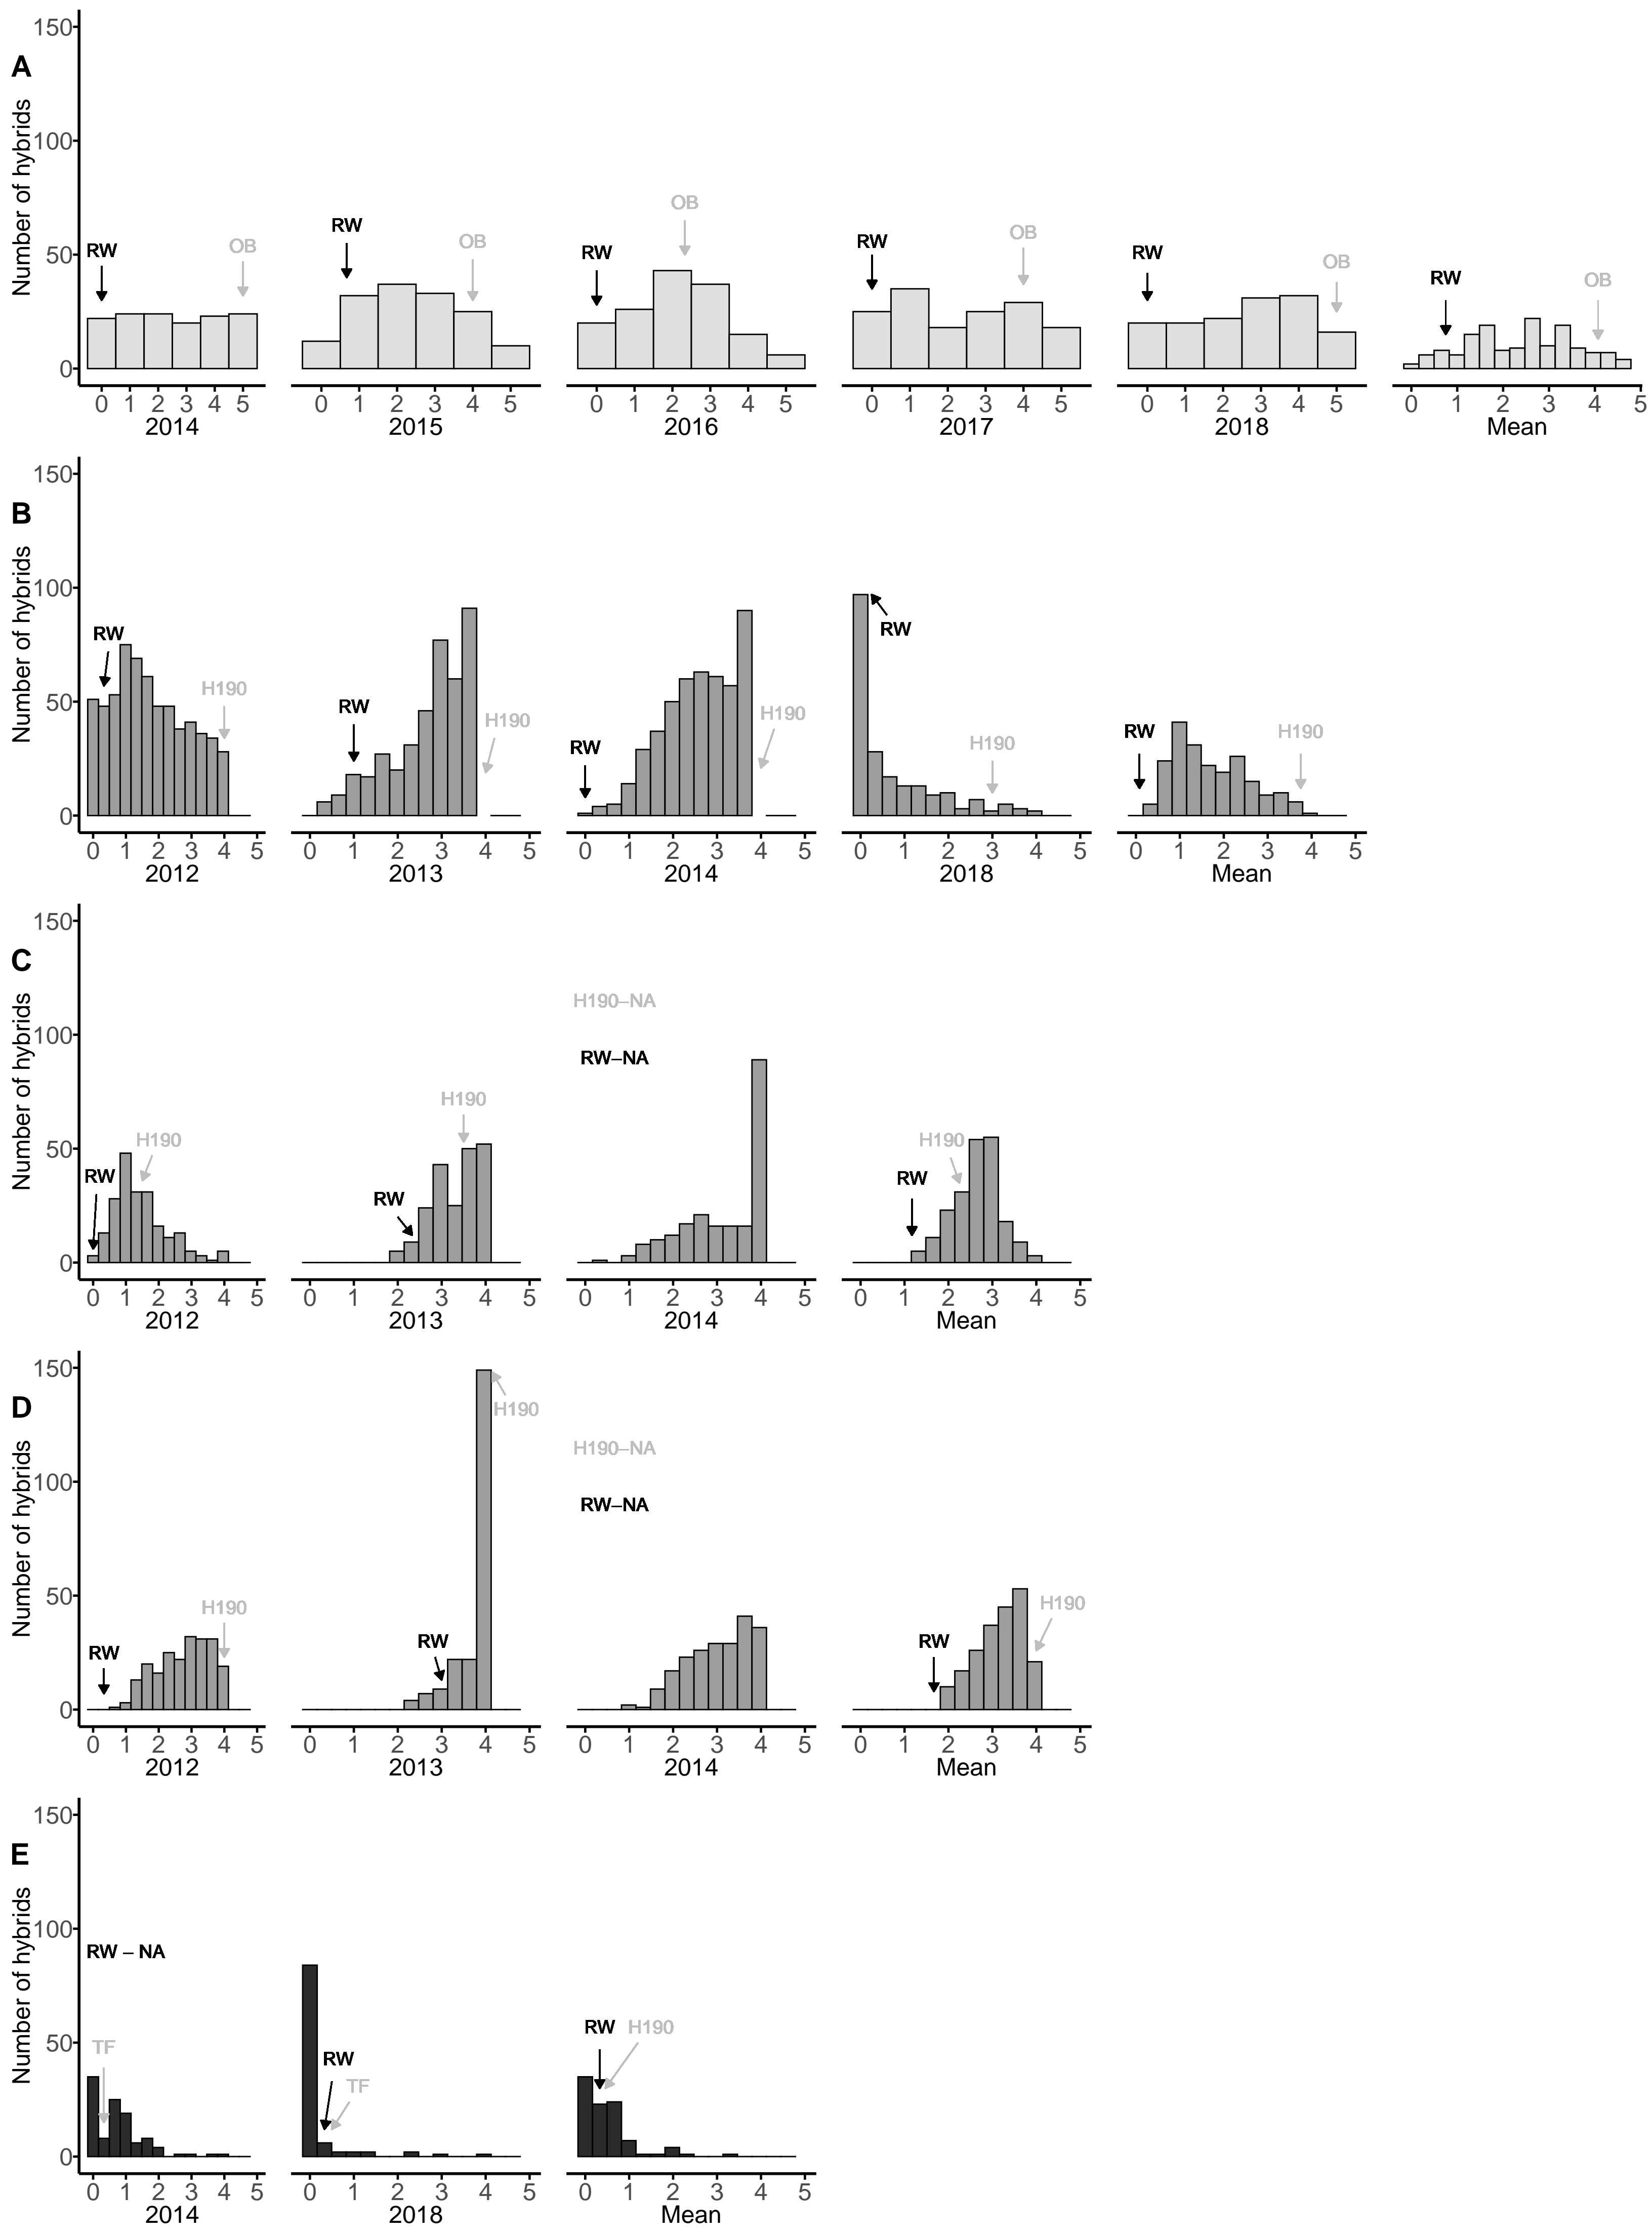 A
Number of hybrids
150
100
50
0
RW OB RW OB RW OB RW OB RW OB RW OB
0 1 2 3 4 5 0 1 2 3 4 5 0 1 2 3 4 5 0 1 2 3 4 5 0 1 2 3 4 5 0 1 2 3 4 5
2014 2015 2016 2017 2018 Mean
B
Number of hybrids
150
100
50
0
RW H190 RW H190 RW H190 RW H190 RW H190
0 1 2 3 4 5 0 1 2 3 4 5 0 1 2 3 4 5 0 1 2 3 4 5 0 1 2 3 4 5
2012 2013 2014 2018 Mean
C
Number of hybrids
150
100
50
0
RW H190 RW H190
H190–NA
RW–NA
RW H190
0 1 2 3 4 5 0 1 2 3 4 5 0 1 2 3 4 5 0 1 2 3 4 5
2012 2013 2014 Mean
D
Number of hybrids
150
100
50
0
RW H190 RW H190
H190–NA
RW–NA
RW H190
0 1 2 3 4 5 0 1 2 3 4 5 0 1 2 3 4 5 0 1 2 3 4 5
2012 2013 2014 Mean
E
Number of hybrids
150
100
50
0
RW – NA
TF
RW
TF
RW H190
0 1 2 3 4 5 0 1 2 3 4 5 0 1 2 3 4 5
2014 2018 Mean